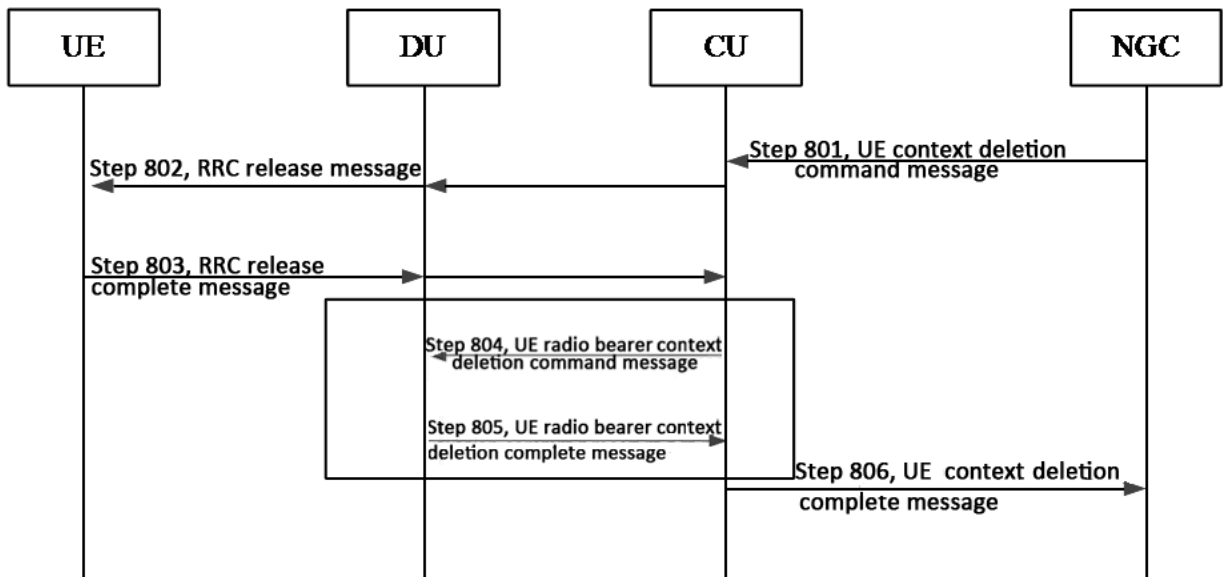 UE
DU
CU
NGC
Step 801, UE context deletion
command message
Step 802, RRC release message
Step 803, RRC release
complete message
Step 804, UE radio bearer context
deletion command message
Step 805, UE radio bearer context
deletion complete message
Step 806, UE context deletion
complete message